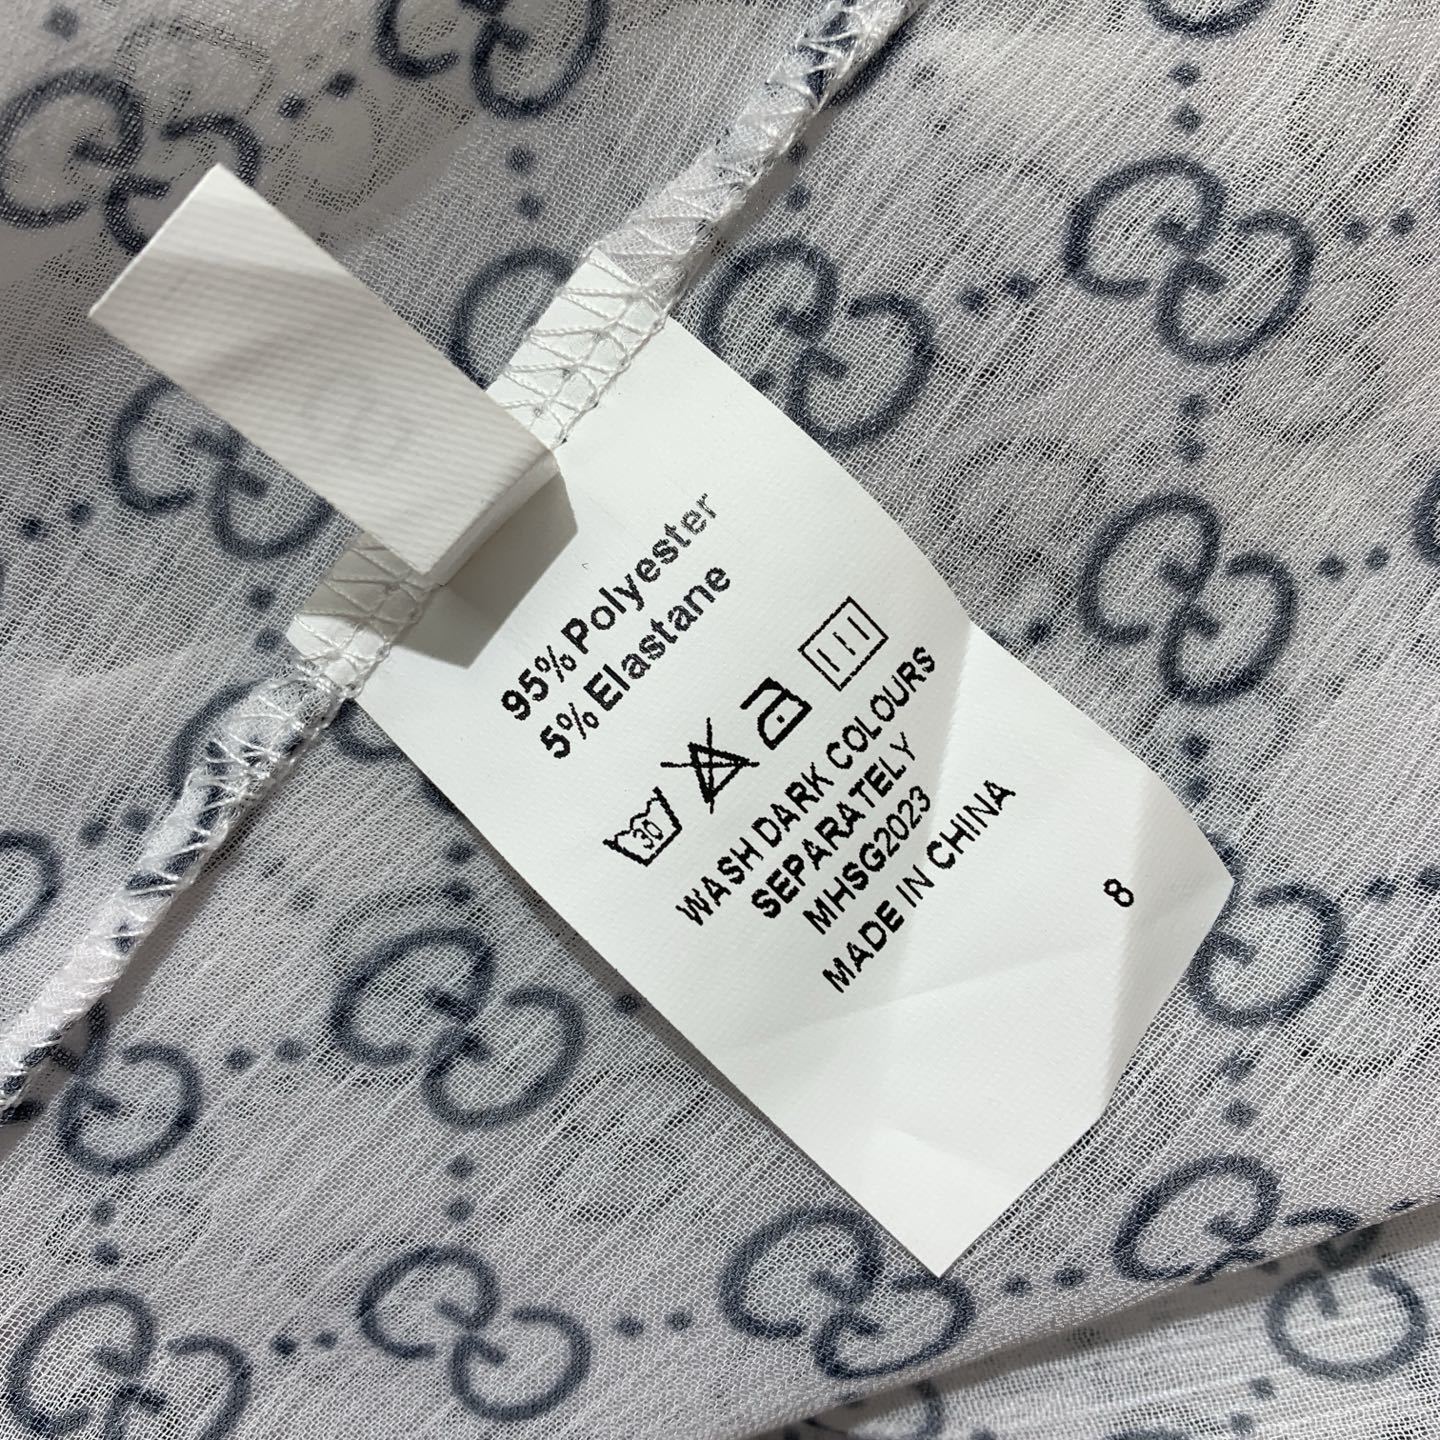 95% Polyester
5% Elastane
30
WASH DARK COLOURS
SEPARATELY
MHSG2023
MADE IN CHINA
8